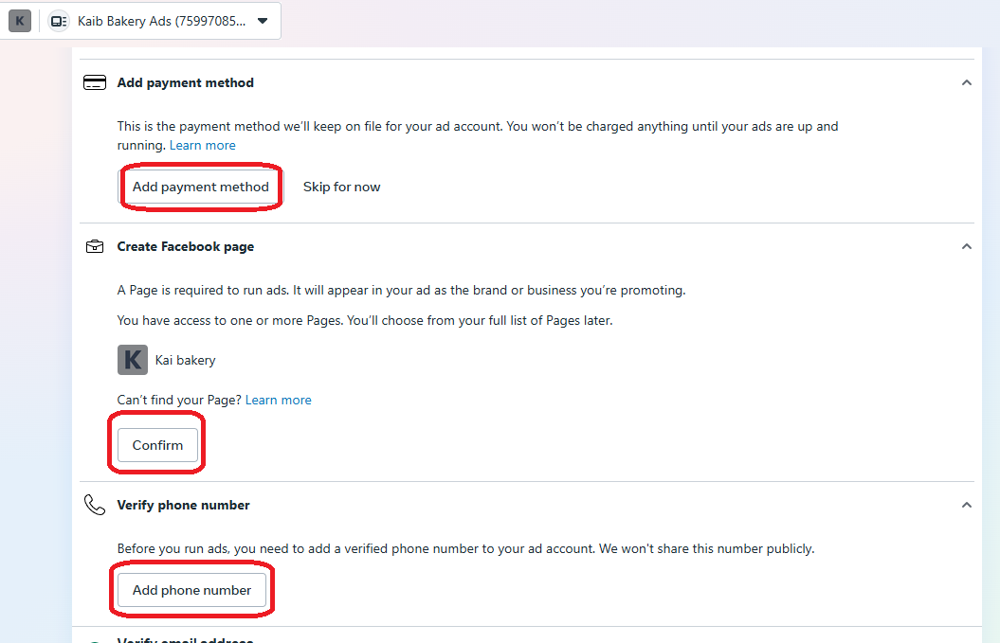 K
Kaib Bakery Ads (75997085...
Add payment method
This is the payment method we'll keep on file for your ad account. You won't be charged anything until your ads are up and
running. Learn more
Add payment method Skip for now
Create Facebook page
A Page is required to run ads. It will appear in your ad as the brand or business you're promoting.
You have access to one or more Pages. You'll choose from your full list of Pages later.
K Kai bakery
Can't find your Page? Learn more
Confirm
Verify phone number
Before you run ads, you need to add a verified phone number to your ad account. We won't share this number publicly.
Add phone number
Verify email address